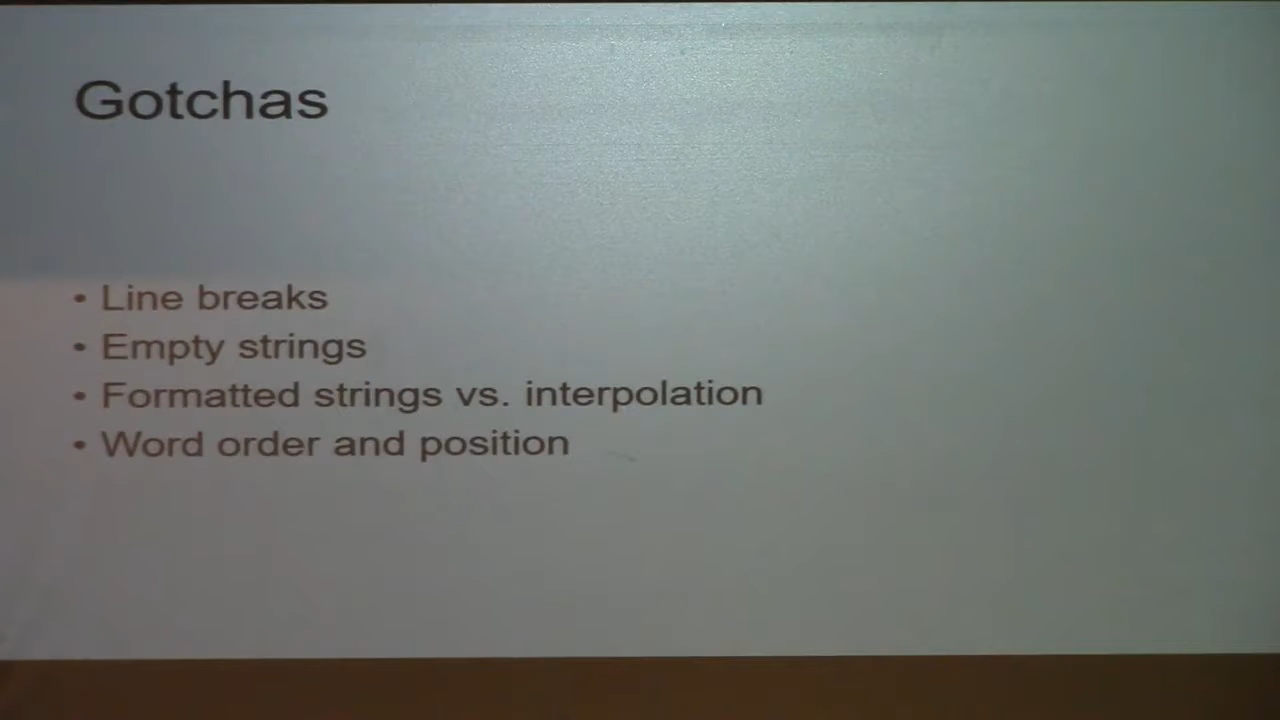 Gotchas
• Line breaks
• Empty strings
• Formatted strings vs. interpolation
• Word order and position